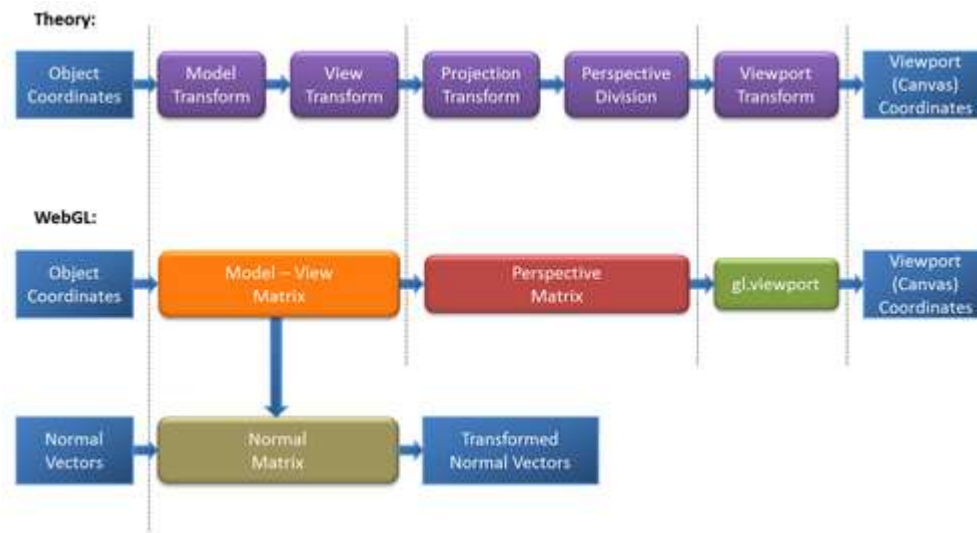 Theory:
Object
Coordinates
Model
Transform
View
Transform
Projection
Transform
Perspective
Division
Viewport
Transform
Viewport
(Canvas)
Coordinates
WebGL:
Object
Coordinates
Model – View
Matrix
Perspective
Matrix
gl.viewport
Viewport
(Canvas)
Coordinates
Normal
Vectors
Normal
Matrix
Transformed
Normal Vectors